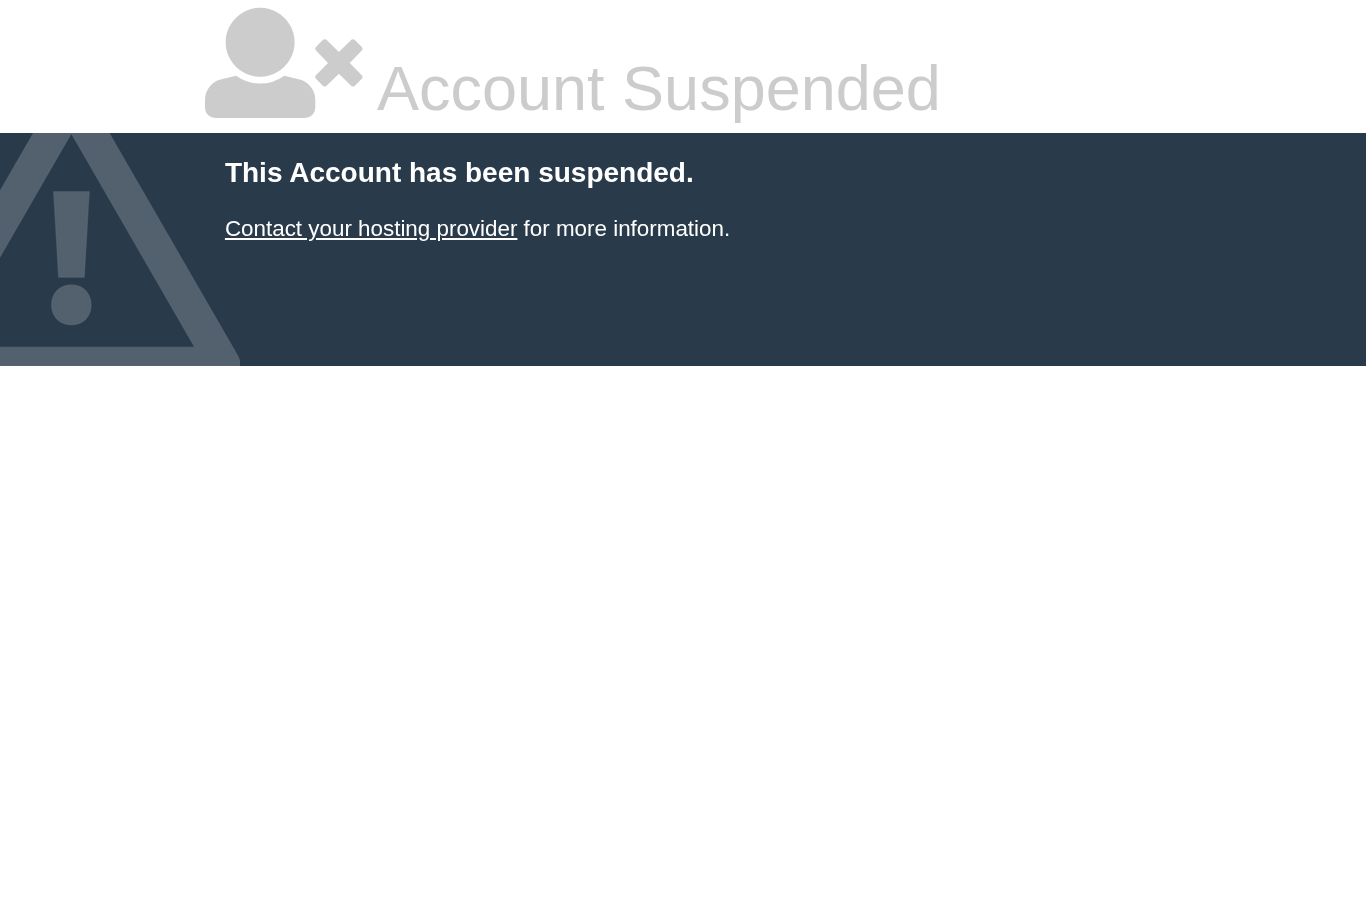 Account Suspended
This Account has been suspended.
Contact your hosting provider for more information.